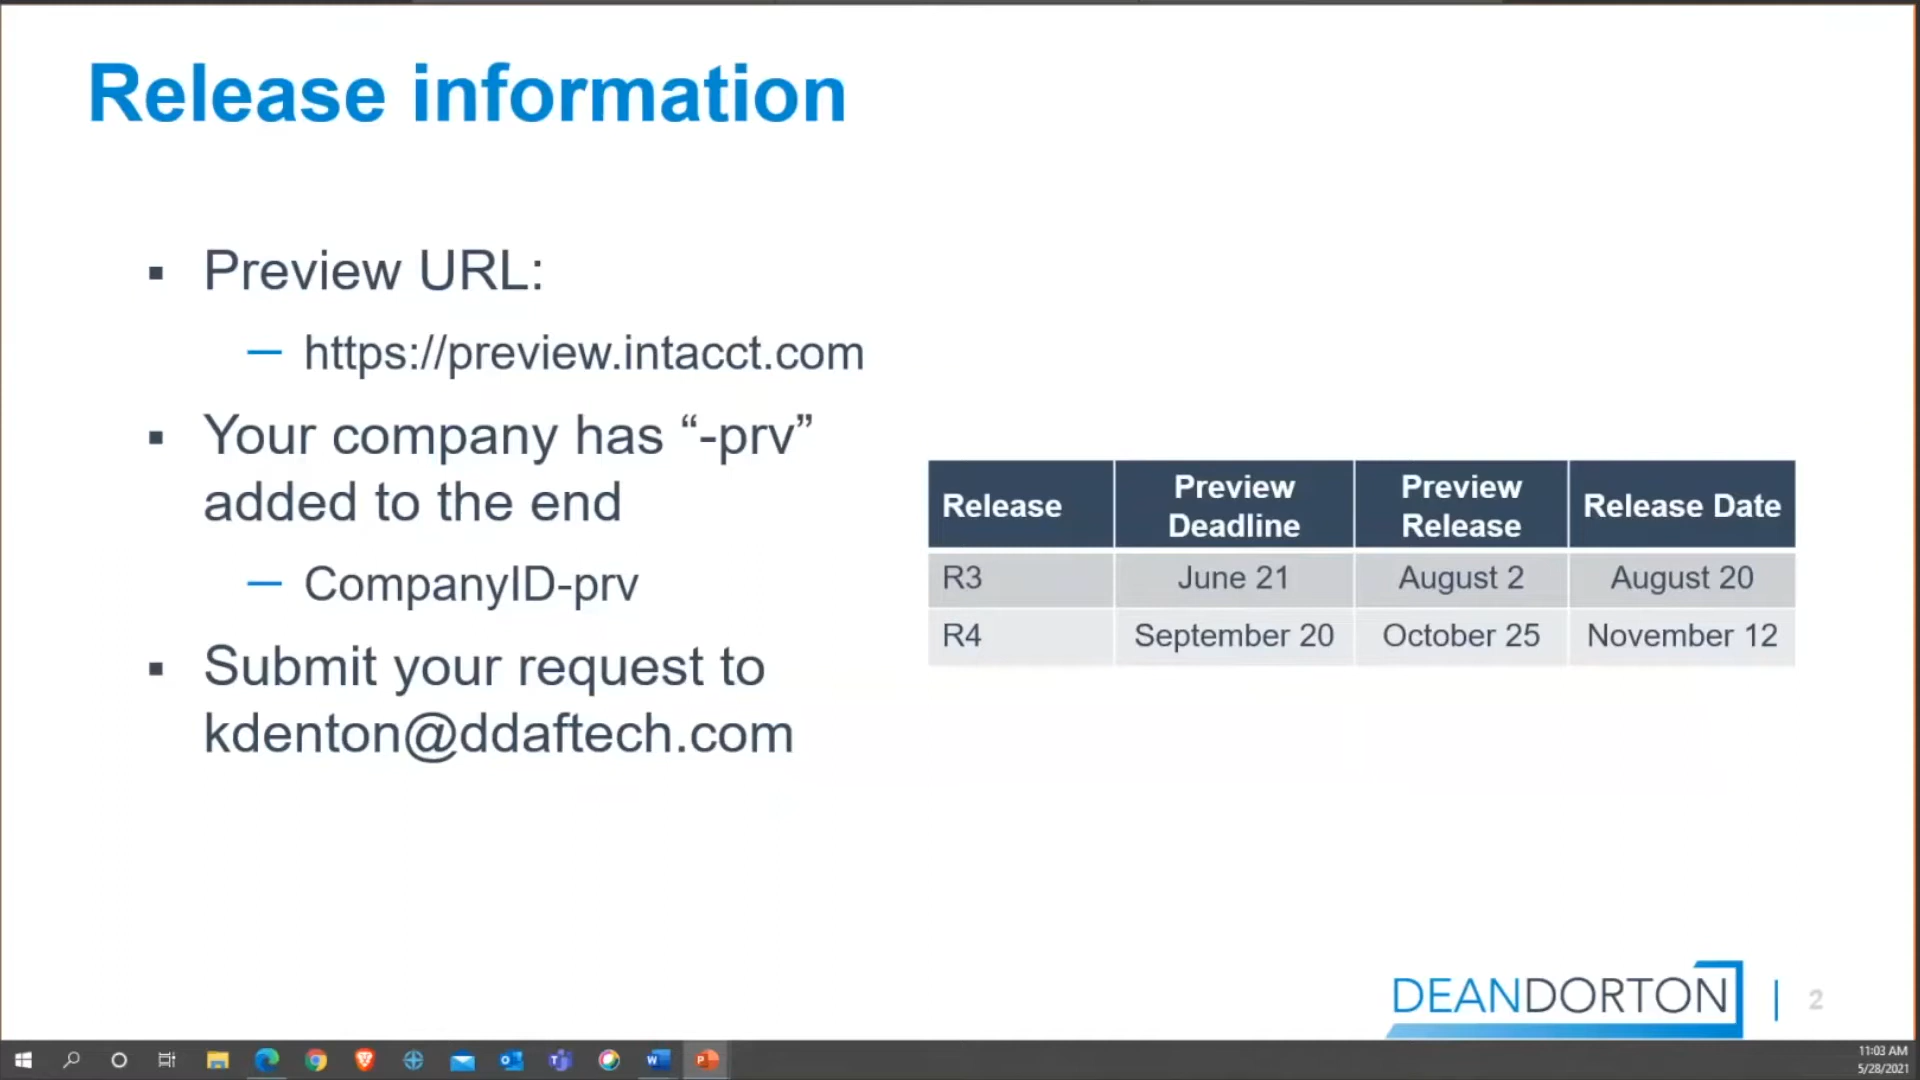 Release information
Preview URL:
https://preview.intacct.com
Your company has “-prv”
added to the end
CompanyID-prv
Submit your request to
kdenton@ddaftech.com
Release Preview Deadline Preview Release Release Date
R3 June 21 August 2 August 20
R4 September 20 October 25 November 12
DEANDORTON 2
11:03 AM
5/28/2021